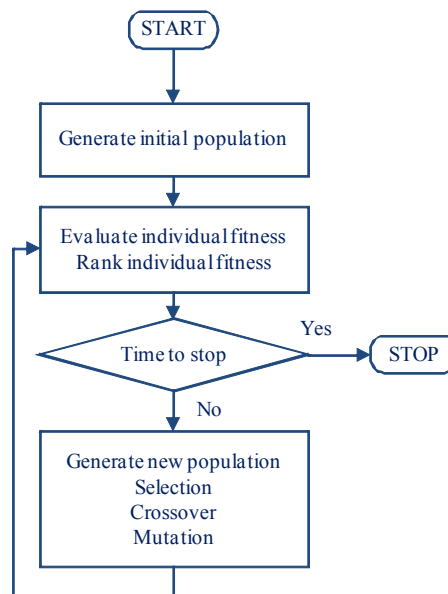 START
Generate initial population
Evaluate individual fitness
Rank individual fitness
Time to stop
Yes
STOP
No
Generate new population
Selection
Crossover
Mutation